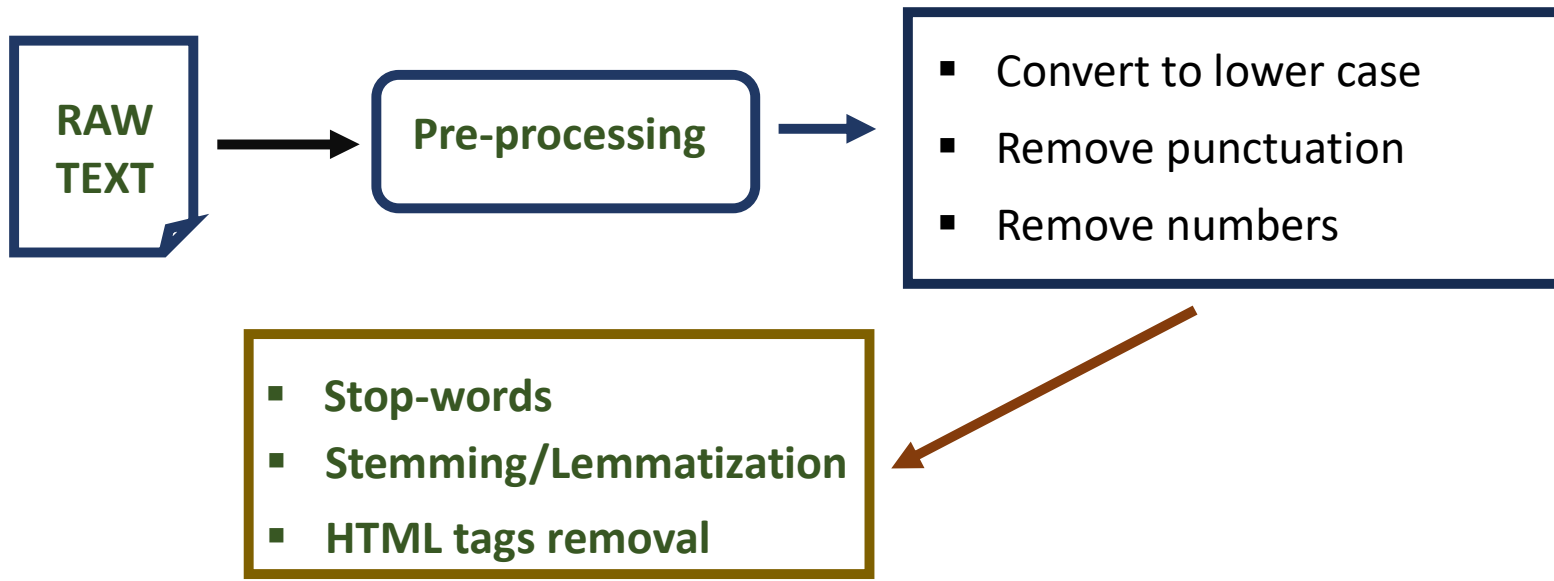 RAW
TEXT
Pre-processing
▪ Convert to lower case
▪ Remove punctuation
▪ Remove numbers
▪ Stop-words
▪ Stemming/Lemmatization
▪ HTML tags removal